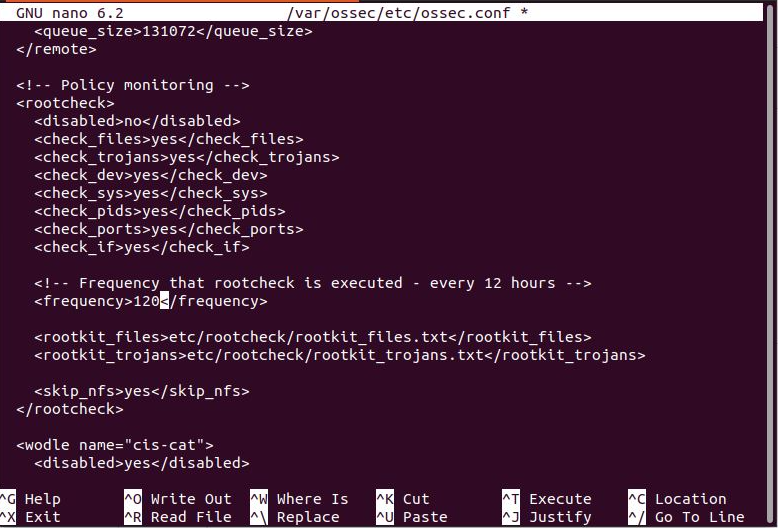 GNU nano 6.2 /var/ossec/etc/ossec.conf *
<queue_size>131072</queue_size>
</remote>
<!-- Policy monitoring -->
<rootcheck>
<disabled>no</disabled>
<check_files>yes</check_files>
<check_trojans>yes</check_trojans>
<check_dev>yes</check_dev>
<check_sys>yes</check_sys>
<check_pids>yes</check_pids>
<check_ports>yes</check_ports>
<check_if>yes</check_if>
<!-- Frequency that rootcheck is executed - every 12 hours -->
<frequency>120</frequency>
<rootkit_files>etc/rootcheck/rootkit_files.txt</rootkit_files>
<rootkit_trojans>etc/rootcheck/rootkit_trojans.txt</rootkit_trojans>
<skip_nfs>yes</skip_nfs>
</rootcheck>
<wodle name="cis-cat">
<disabled>yes</disabled>
^G Help ^O Write Out ^W Where Is ^K Cut ^T Execute ^C Location
^X Exit ^R Read File ^\ Replace ^U Paste ^J Justify ^/ Go To Line